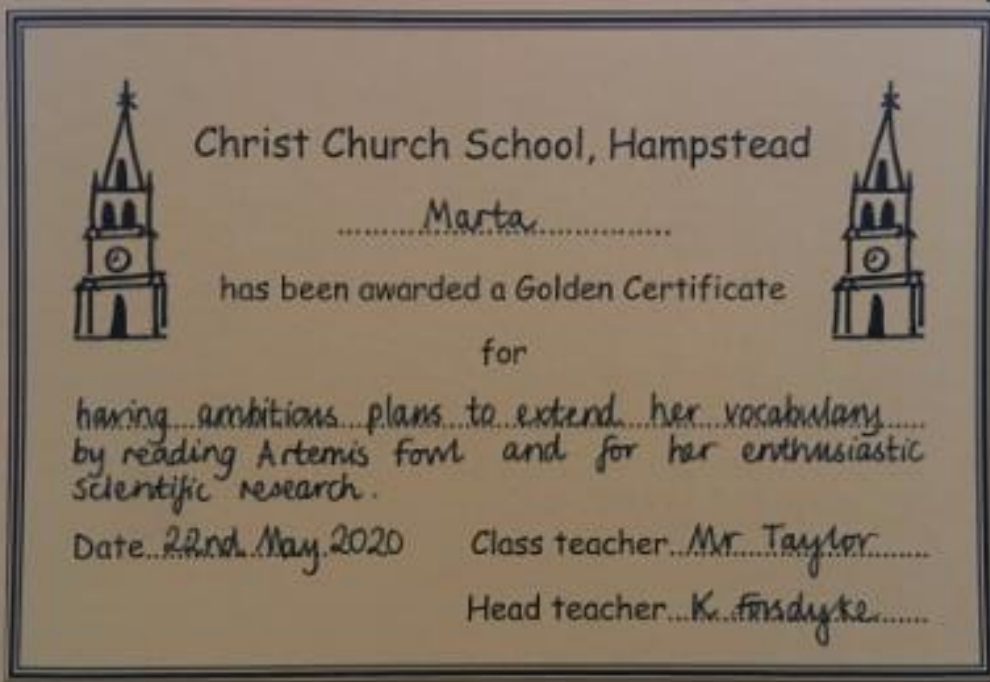 Christ Church School, Hampstead
Marta
has been awarded a Golden Certificate
for
having ambitious plans to extend her vocabulary
by reading Artemis Fowl and for her enthusiastic
scientific research.
Date 22nd May 2020 Class teacher Mr Taylor
Head teacher K. Forsdyke